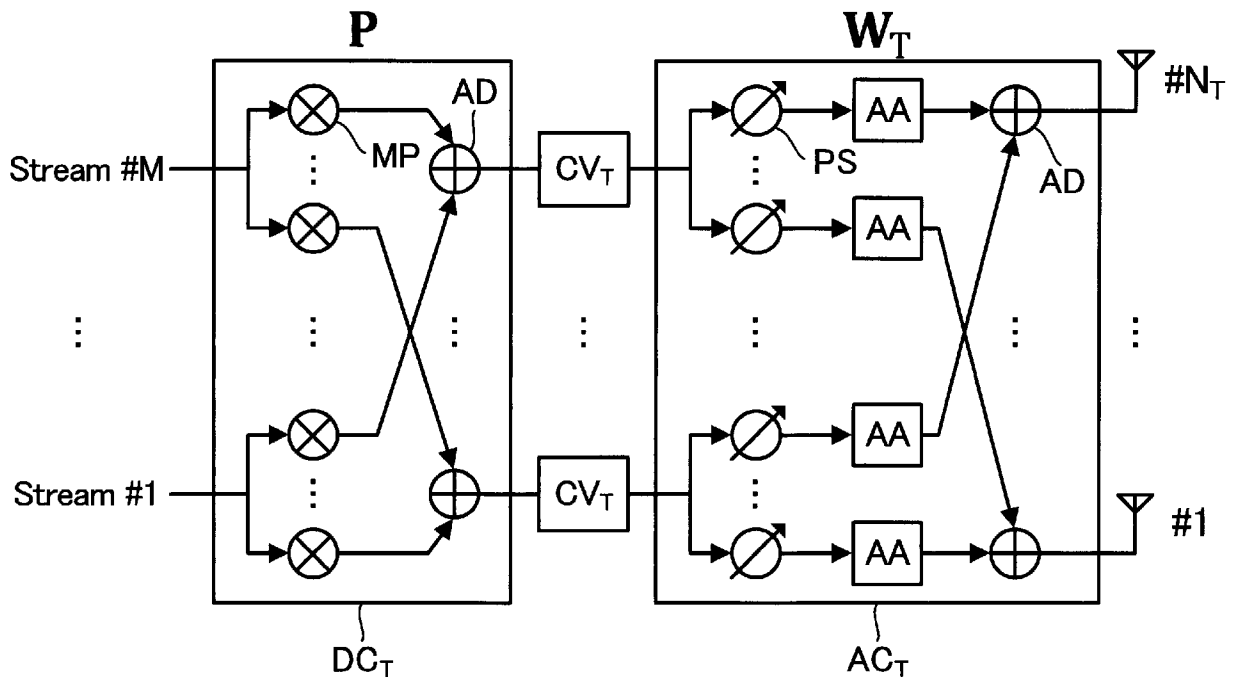 P
W_T
AD
MP
Stream #M
CV_T
AA
PS
AD
#N_T
AA
AA
Stream #1
CV_T
AA
#1
DC_T
AC_T